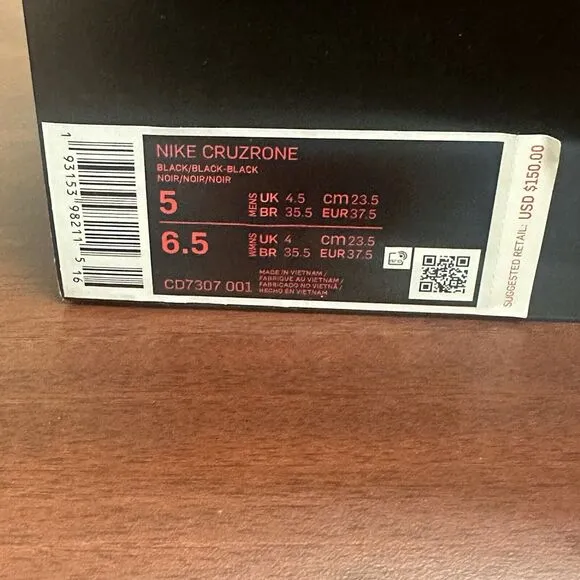 NIKE CRUZRONE
BLACK/BLACK-BLACK
NOIR/NOIR/NOIR
5 MENS UK 4.5 cm 23.5
BR 35.5 EUR 37.5
6.5 WMNS UK 4 cm 23.5
BR 35.5 EUR 37.5
CD7307 001
MADE IN VIETNAM /
FABRIQUE AU VIETNAM /
FABRICADO NO VIETNÃ /
HECHO EN VIETNAM
1 93153 98211 5 16
SUGGESTED RETAIL: USD $150.00